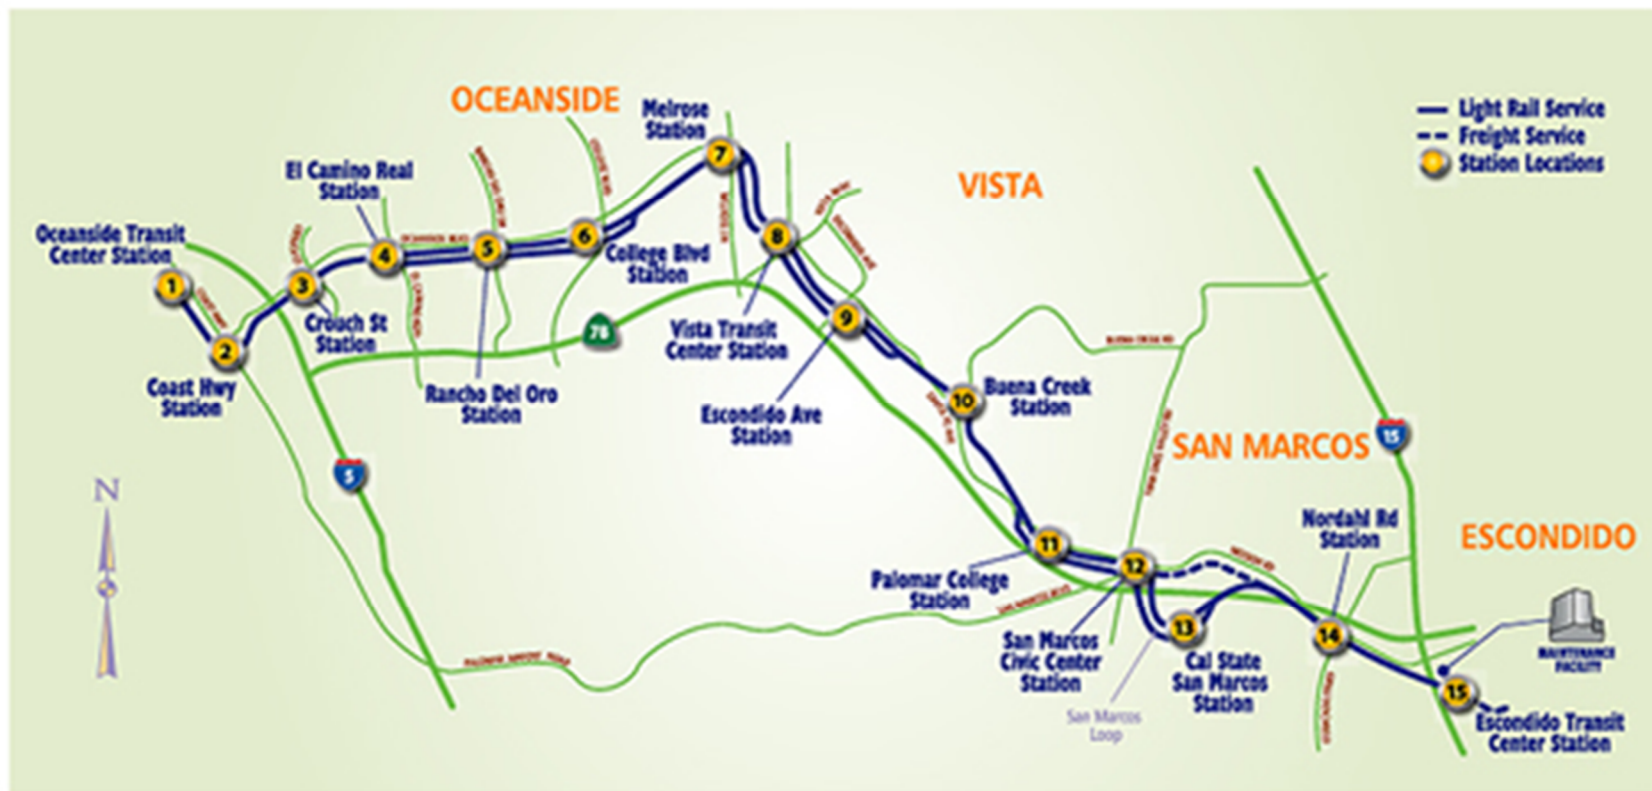 OCEANSIDE
Melrose
Station
Light Rail Service
Freight Service
Station Locations
El Camino Real
Station
VISTA
Oceanside Transit
Center Station
1
2
3
4
5
6
7
8
9
10
11
12
13
14
15
College Blvd
Station
Crouch St
Station
78
Vista Transit
Center Station
Coast Hwy
Station
Rancho Del Oro
Station
Escondido Ave
Station
Buena Creek
Station
SAN MARCOS
15
5
N
Nordahl Rd
Station
ESCONDIDO
Palomar College
Station
SAN MARCOS BLVD
San Marcos
Civic Center
Station
Cal State
San Marcos
Station
San Marcos
Loop
MAINTENANCE
FACILITY
Escondido Transit
Center Station